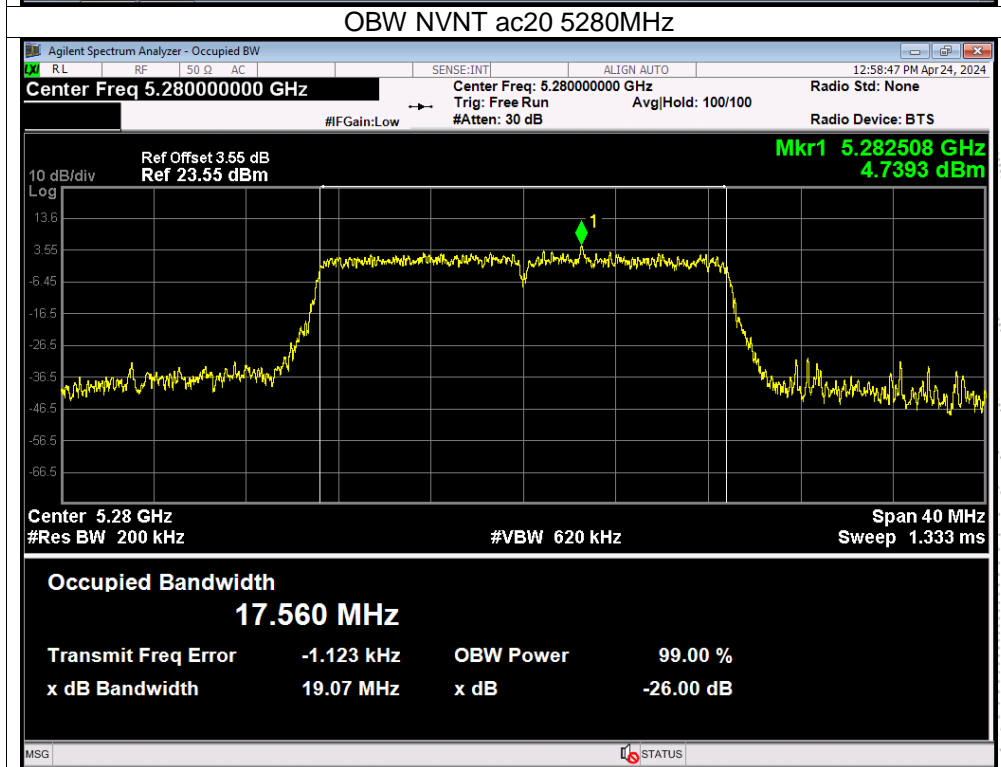 OBW NVNT ac20 5280MHz
Agilent Spectrum Analyzer - Occupied BW
LXI RL RF 50 Ω AC SENSE:INT ALIGN AUTO 12:58:47 PM Apr 24, 2024
Center Freq 5.280000000 GHz Center Freq: 5.280000000 GHz Radio Std: None
Trig: Free Run Avg|Hold: 100/100
#IFGain:Low #Atten: 30 dB Radio Device: BTS
Ref Offset 3.55 dB Mkr1 5.282508 GHz
10 dB/div Ref 23.55 dBm 4.7393 dBm
Log
13.6
1
3.55
-6.45
-16.5
-26.5
-36.5
-46.5
-56.5
-66.5
Center 5.28 GHz Span 40 MHz
#Res BW 200 kHz #VBW 620 kHz Sweep 1.333 ms
Occupied Bandwidth
17.560 MHz
Transmit Freq Error -1.123 kHz OBW Power 99.00 %
x dB Bandwidth 19.07 MHz x dB -26.00 dB
MSG STATUS